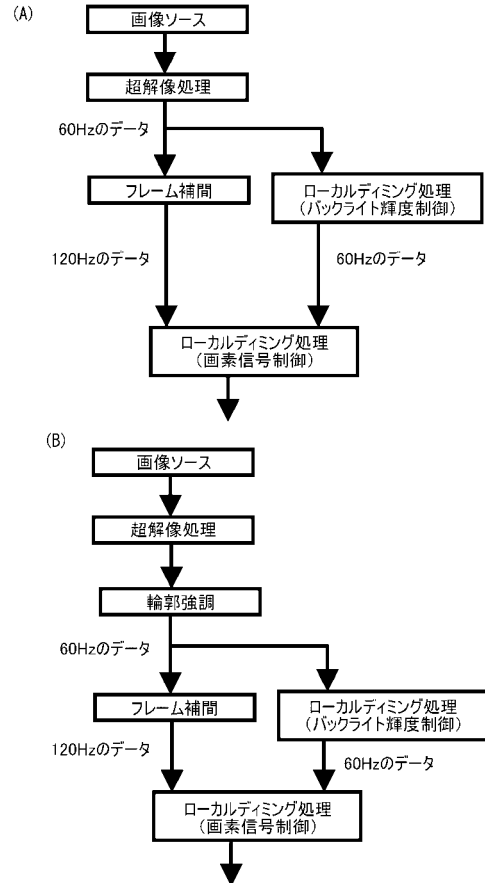 (A)
画像ソース
超解像処理
60Hzのデータ
フレーム補間
ローカルディミング処理
(バックライト輝度制御)
120Hzのデータ
60Hzのデータ
ローカルディミング処理
(画素信号制御)
(B)
画像ソース
超解像処理
輪郭強調
60Hzのデータ
フレーム補間
ローカルディミング処理
(バックライト輝度制御)
120Hzのデータ
60Hzのデータ
ローカルディミング処理
(画素信号制御)